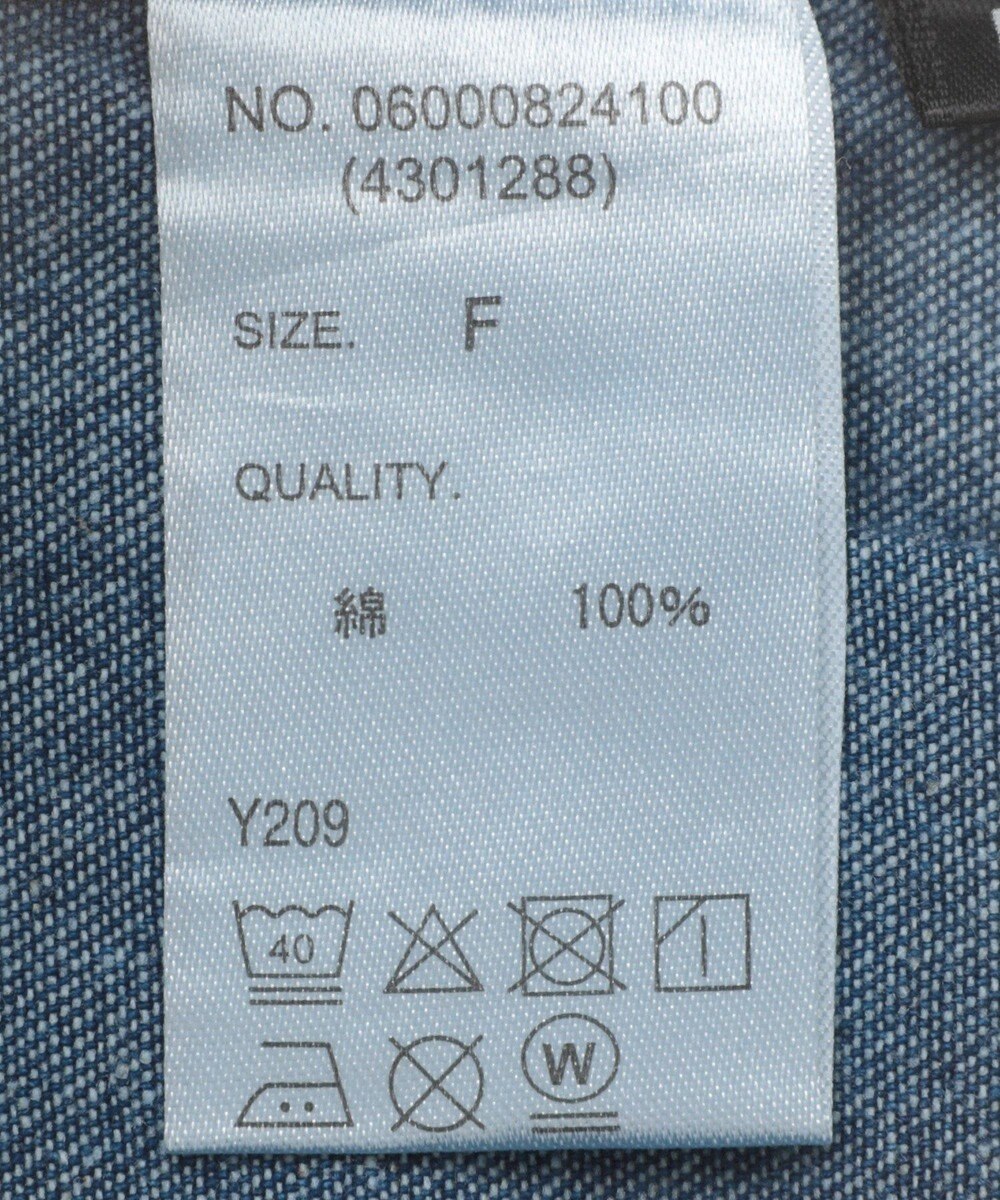 NO. 06000824100
(4301288)
SIZE. F
QUALITY.
綿 100%
Y209
40
W